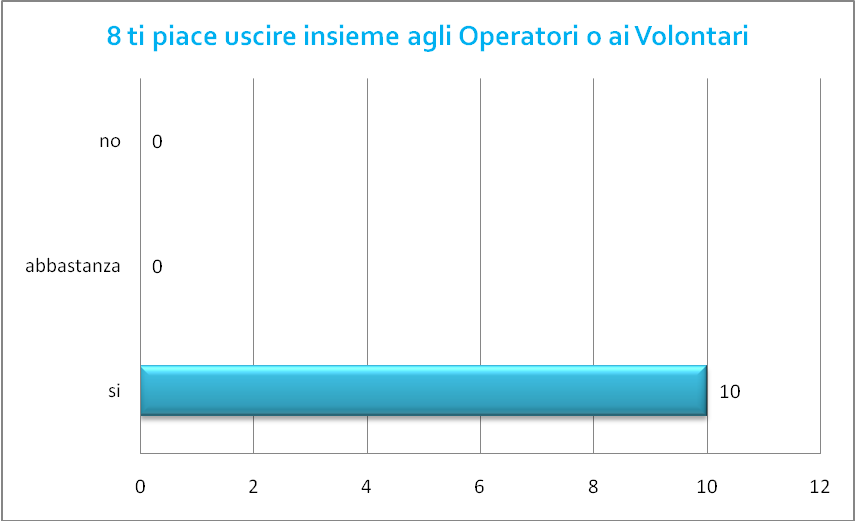 8 ti piace uscire insieme agli Operatori o ai Volontari
no 0
abbastanza 0
si 10
0 2 4 6 8 10 12